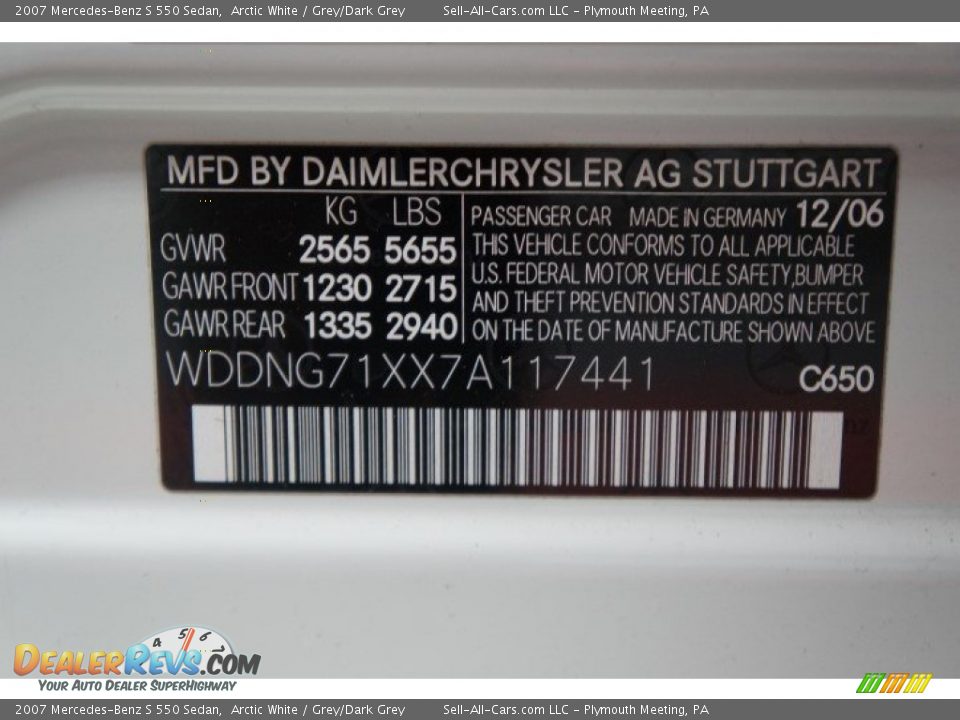 2007 Mercedes-Benz S 550 Sedan, Arctic White / Grey/Dark Grey Sell-All-Cars.com LLC - Plymouth Meeting, PA
MFD BY DAIMLERCHRYSLER AG STUTTGART
KG LBS
GVWR 2565 5655
GAWR FRONT 1230 2715
GAWR REAR 1335 2940
PASSENGER CAR MADE IN GERMANY 12/06
THIS VEHICLE CONFORMS TO ALL APPLICABLE
U.S. FEDERAL MOTOR VEHICLE SAFETY,BUMPER
AND THEFT PREVENTION STANDARDS IN EFFECT
ON THE DATE OF MANUFACTURE SHOWN ABOVE
WDDNG71XX7A117441 C650
4 5 6
DEALERREVS.COM
YOUR AUTO DEALER SUPERHIGHWAY
2007 Mercedes-Benz S 550 Sedan, Arctic White / Grey/Dark Grey Sell-All-Cars.com LLC - Plymouth Meeting, PA